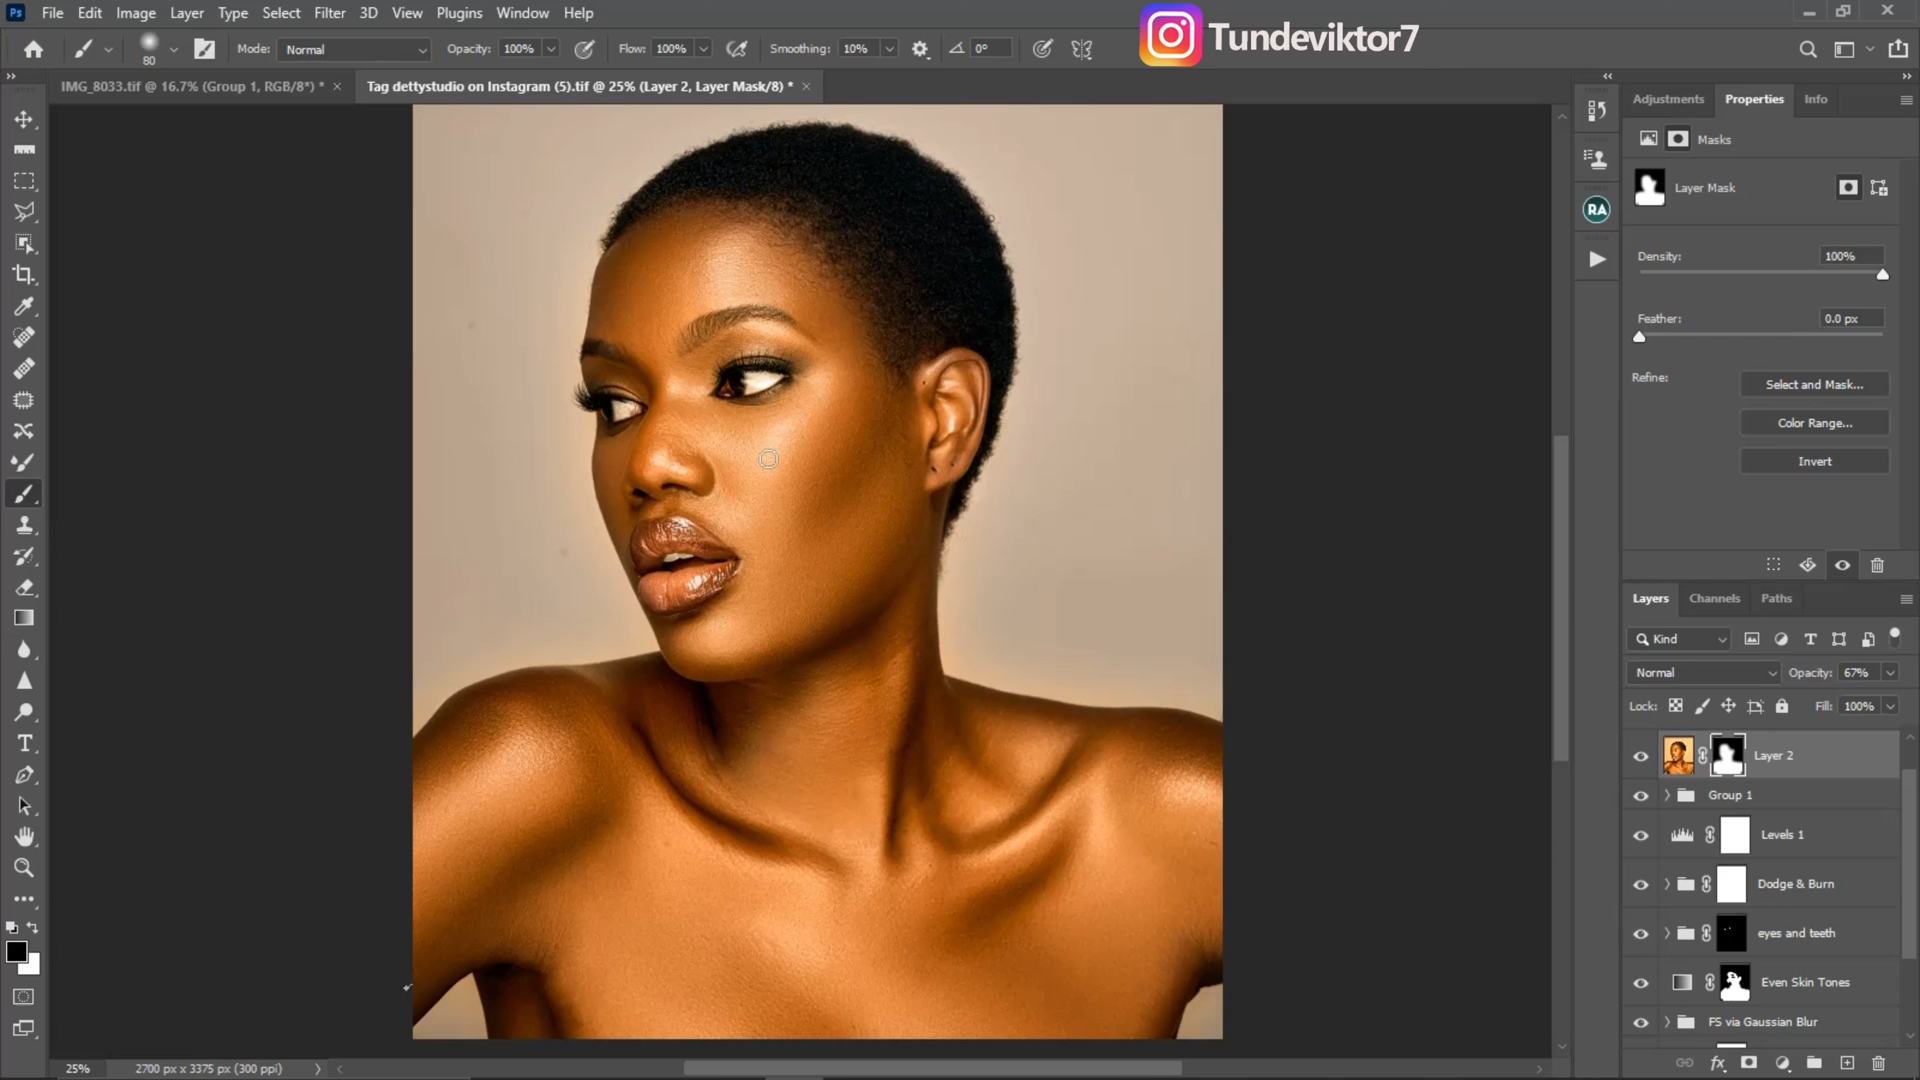 Ps File Edit Image Layer Type Select Filter 3D View Plugins Window Help
Tundeviktor7
80 Mode: Normal Opacity: 100% Flow: 100% Smoothing: 10% 0°
IMG_8033.tif @ 16.7% (Group 1, RGB/8*) * × Tag dettystudio on Instagram (5).tif @ 25% (Layer 2, Layer Mask/8) * ×
Adjustments Properties Info
Masks
Layer Mask
RA
Density: 100%
Feather: 0.0 px
Refine: Select and Mask...
Color Range...
Invert
Layers Channels Paths
Kind
Normal Opacity: 67%
Lock: Fill: 100%
Layer 2
Group 1
Levels 1
Dodge & Burn
eyes and teeth
Even Skin Tones
FS via Gaussian Blur
25% 2700 px x 3375 px (300 ppi)